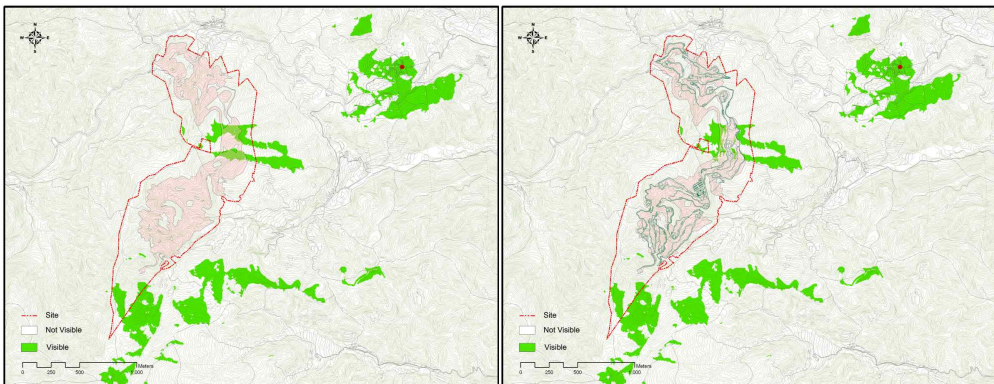 N
W E
S
Site
Not Visible
Visible
Meters
0 250 500 1,000
N
W E
S
Site
Not Visible
Visible
Meters
0 250 500 1,000